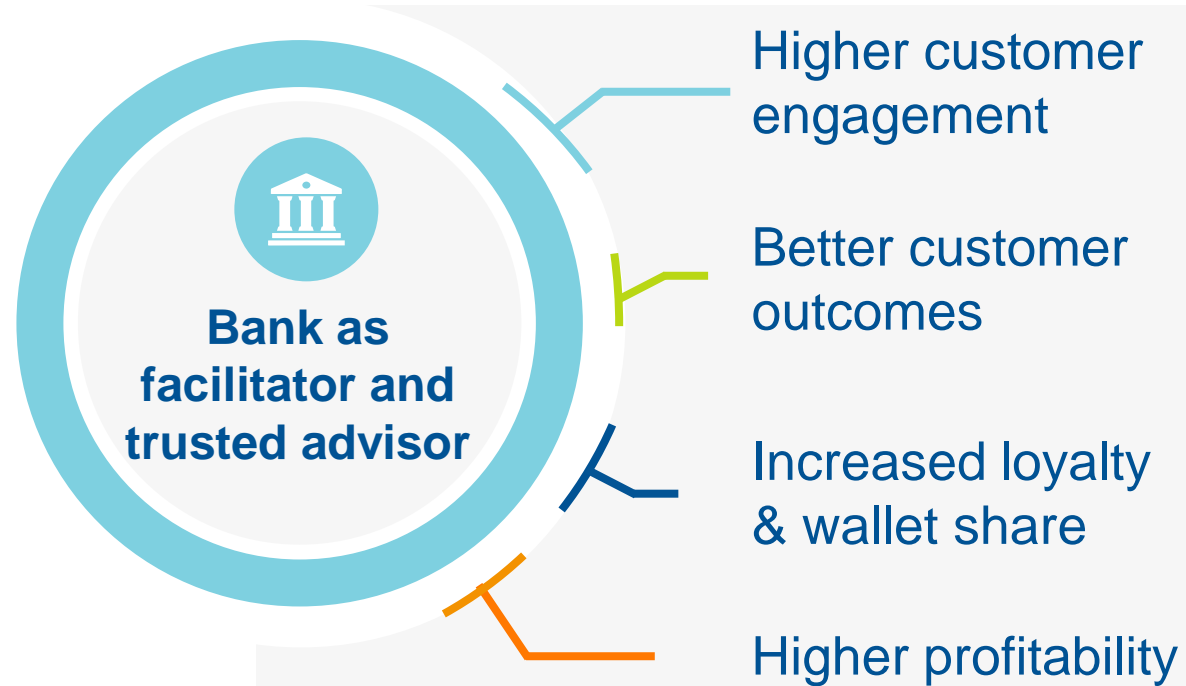 Bank as
facilitator and
trusted advisor
Higher customer
engagement
Better customer
outcomes
Increased loyalty
& wallet share
Higher profitability